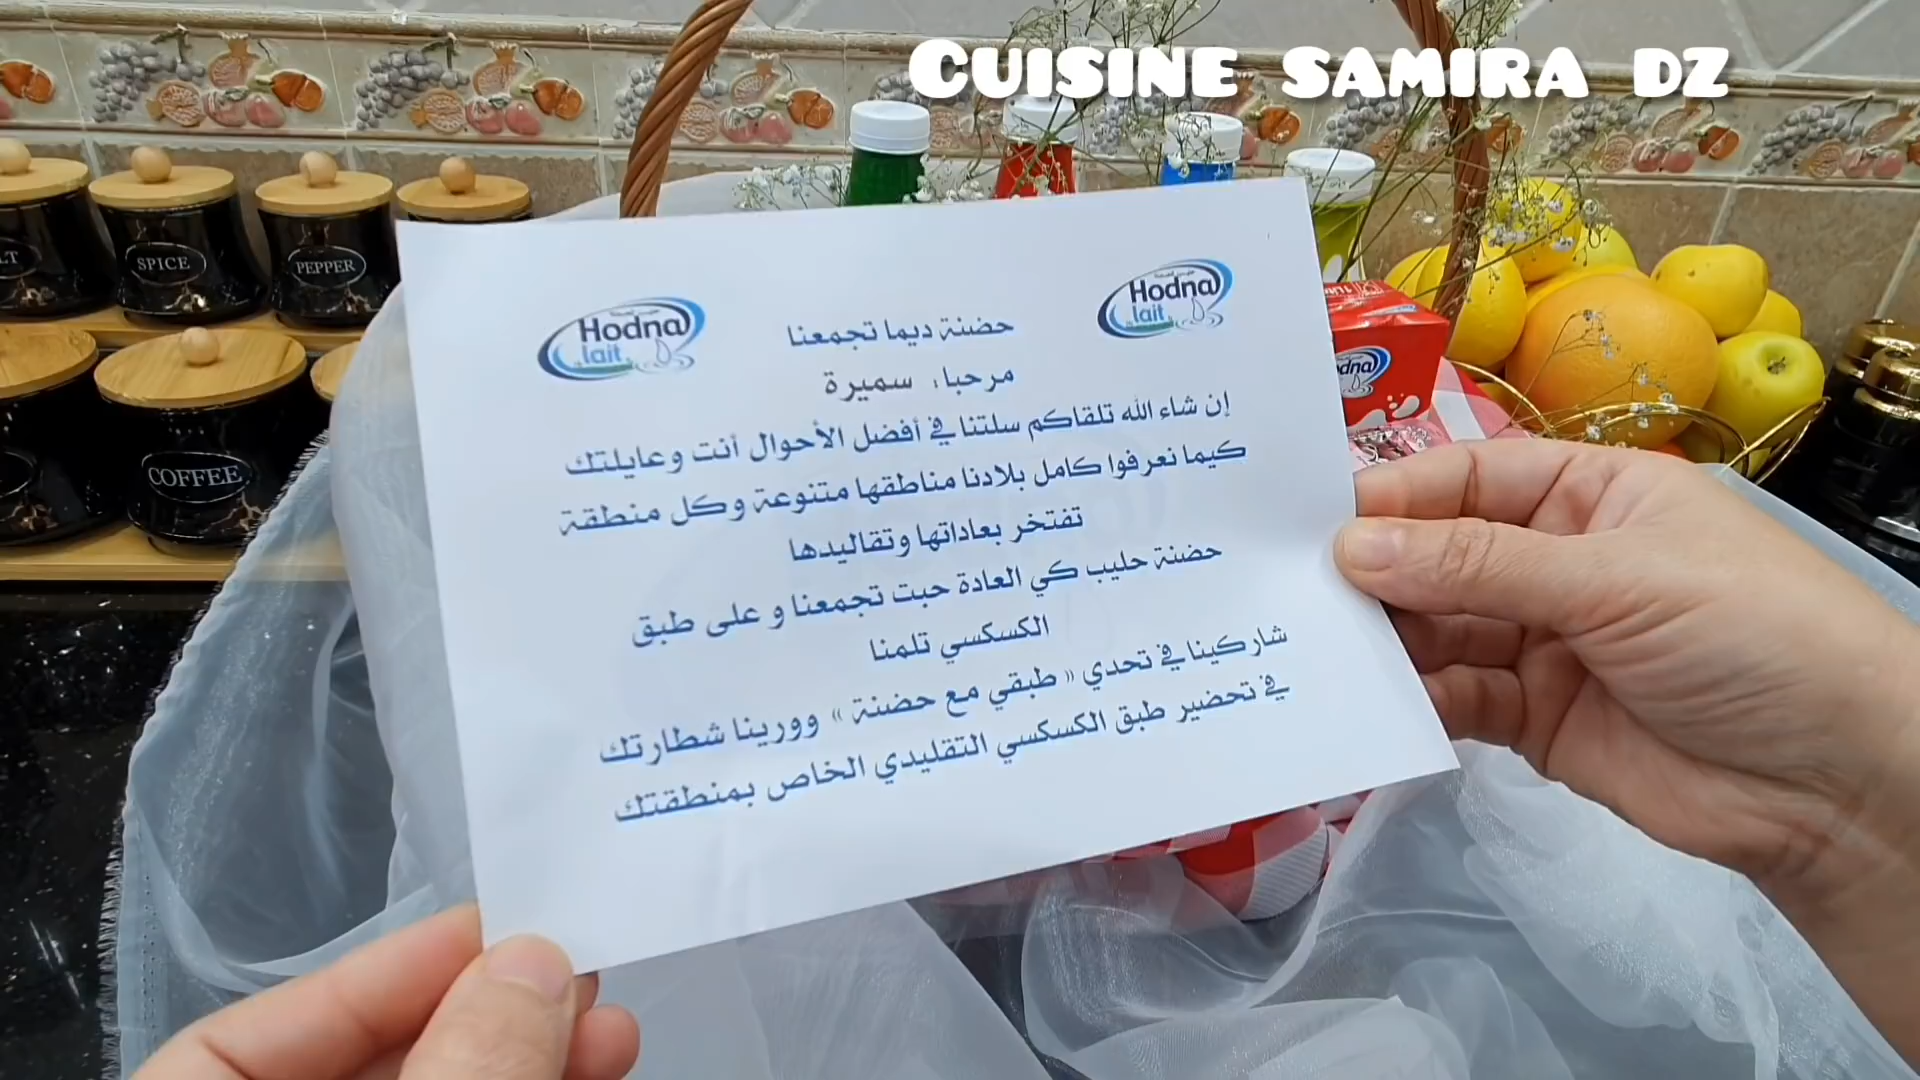 CUISINE SAMIRA DZ
LT
SPICE
PEPPER
COFFEE
Hodna
lait
Hodna
lait
حضنة ديما تجمعنا
مرحبا: سميرة
إن شاء الله تلقاكم سلتنا في أفضل الأحوال أنت وعايلتك
كيما نعرفوا كامل بلادنا مناطقها متنوعة وكل منطقة
تفتخر بعاداتها وتقاليدها
حضنة حليب كي العادة حبت تجمعنا و على طبق
الكسكسي تلمنا
شاركينا في تحدي « طبقي مع حضنة » وورينا شطارتك
في تحضير طبق الكسكسي التقليدي الخاص بمنطقتك
dna